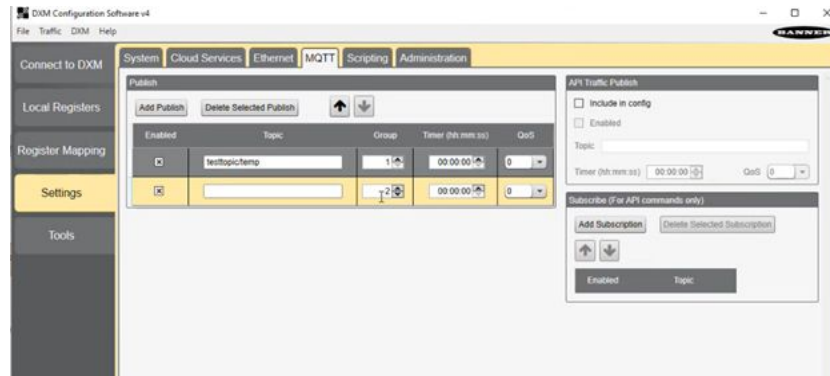 DXM Configuration Software v4
File Traffic DXM Help
BANNER
Connect to DXM
Local Registers
Register Mapping
Settings
Tools
System Cloud Services Ethernet MQTT Scripting Administration
Publish
Add Publish Delete Selected Publish
Enabled Topic Group Timer (hh:mm:ss) QoS
testtopic/temp 1 00:00:00 0
2 00:00:00 0
API Traffic Publish
Include in config
Enabled
Topic
Timer (hh:mm:ss) 00:00:00 QoS 0
Subscribe (For API commands only)
Add Subscription Delete Selected Subscription
Enabled Topic